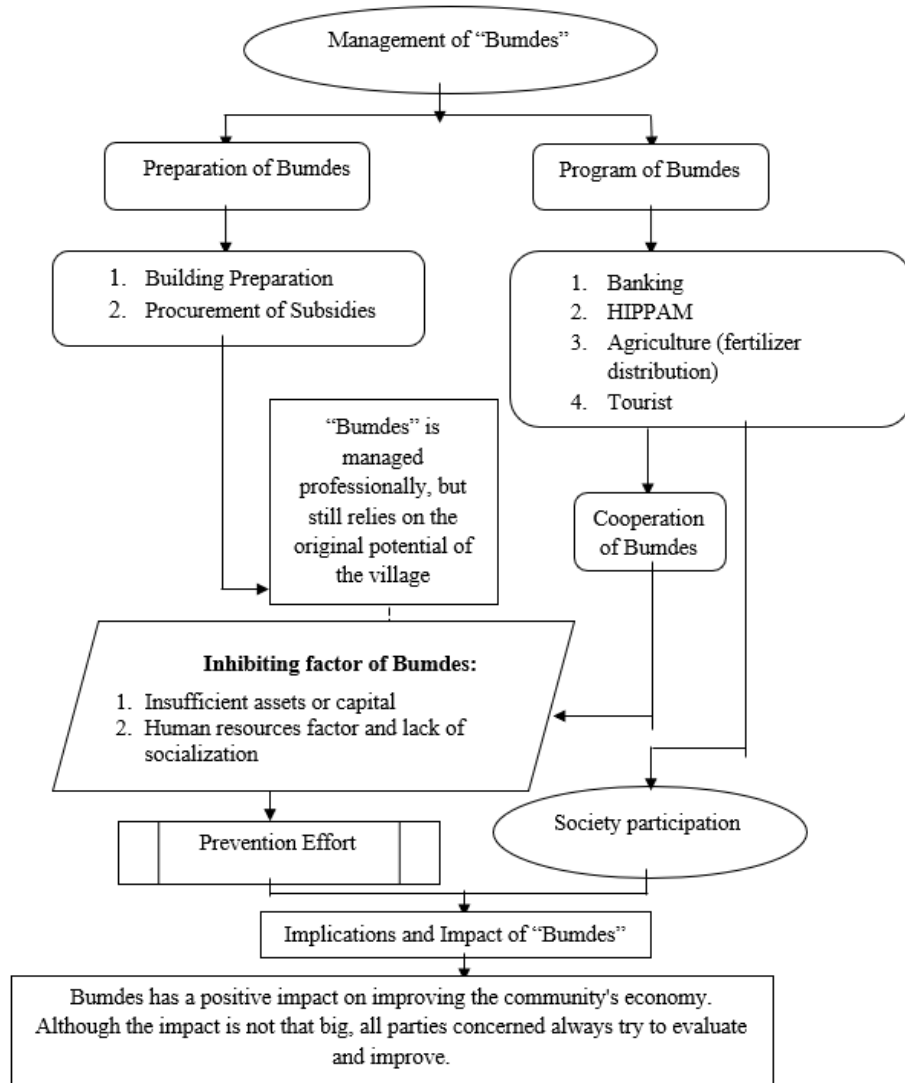 Management of “Bumdes”
Preparation of Bumdes
Program of Bumdes
1. Building Preparation
2. Procurement of Subsidies
1. Banking
2. HIPPAM
3. Agriculture (fertilizer
distribution)
4. Tourist
“Bumdes” is
managed
professionally, but
still relies on the
original potential of
the village
Cooperation
of Bumdes
Inhibiting factor of Bumdes:
1. Insufficient assets or capital
2. Human resources factor and lack of
socialization
Prevention Effort
Society participation
Implications and Impact of “Bumdes”
Bumdes has a positive impact on improving the community's economy.
Although the impact is not that big, all parties concerned always try to evaluate
and improve.